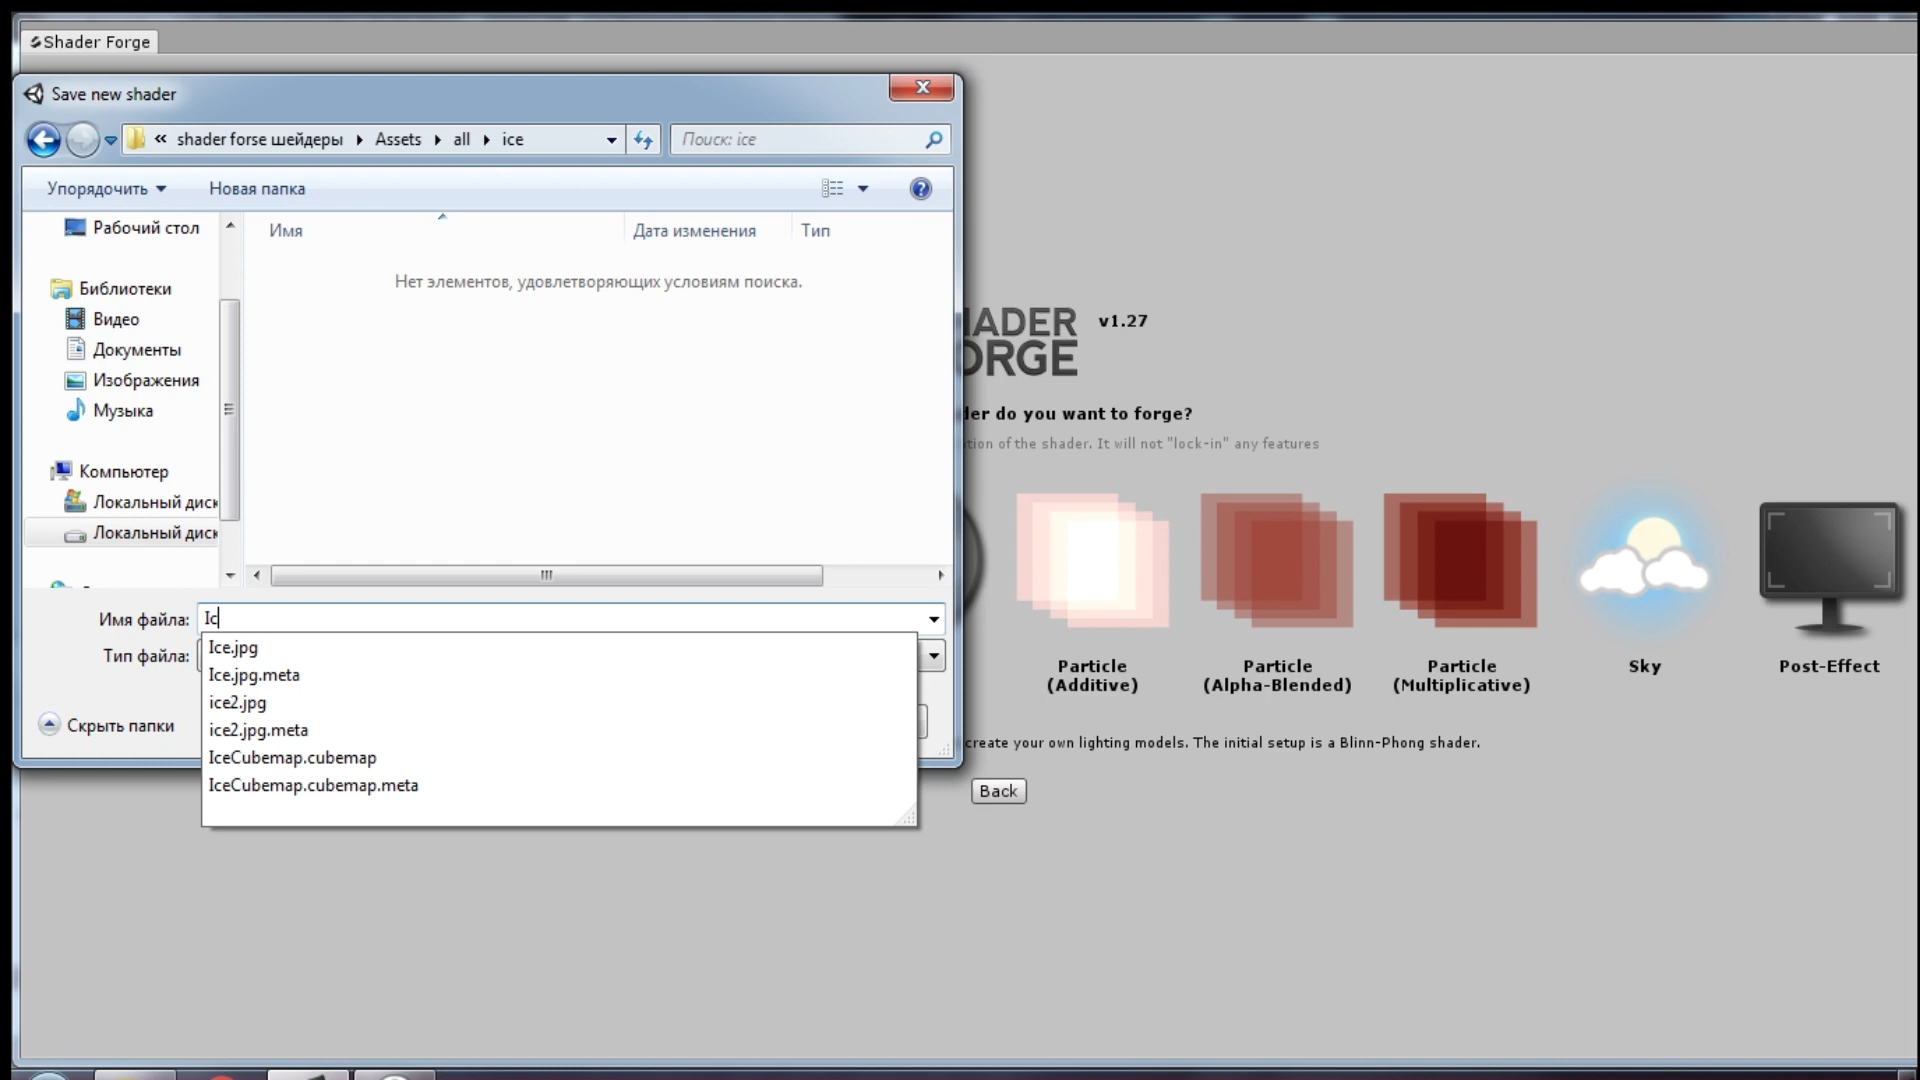 Shader Forge
Save new shader
« shader forse шейдеры Assets all ice
Поиск: ice
Упорядочить Новая папка
Рабочий стол
Библиотеки
Видео
Документы
Изображения
Музыка
Компьютер
Локальный диск
Локальный диск
Имя Дата изменения Тип
Нет элементов, удовлетворяющих условиям поиска.
Имя файла: Ic
Тип файла:
Ice.jpg
Ice.jpg.meta
ice2.jpg
ice2.jpg.meta
IceCubemap.cubemap
IceCubemap.cubemap.meta
Скрыть папки
ADER v1.27
ORGE
do you want to forge?
of the shader. It will not "lock-in" any features
Particle
(Additive)
Particle
(Alpha-Blended)
Particle
(Multiplicative)
Sky
Post-Effect
create your own lighting models. The initial setup is a Blinn-Phong shader.
Back